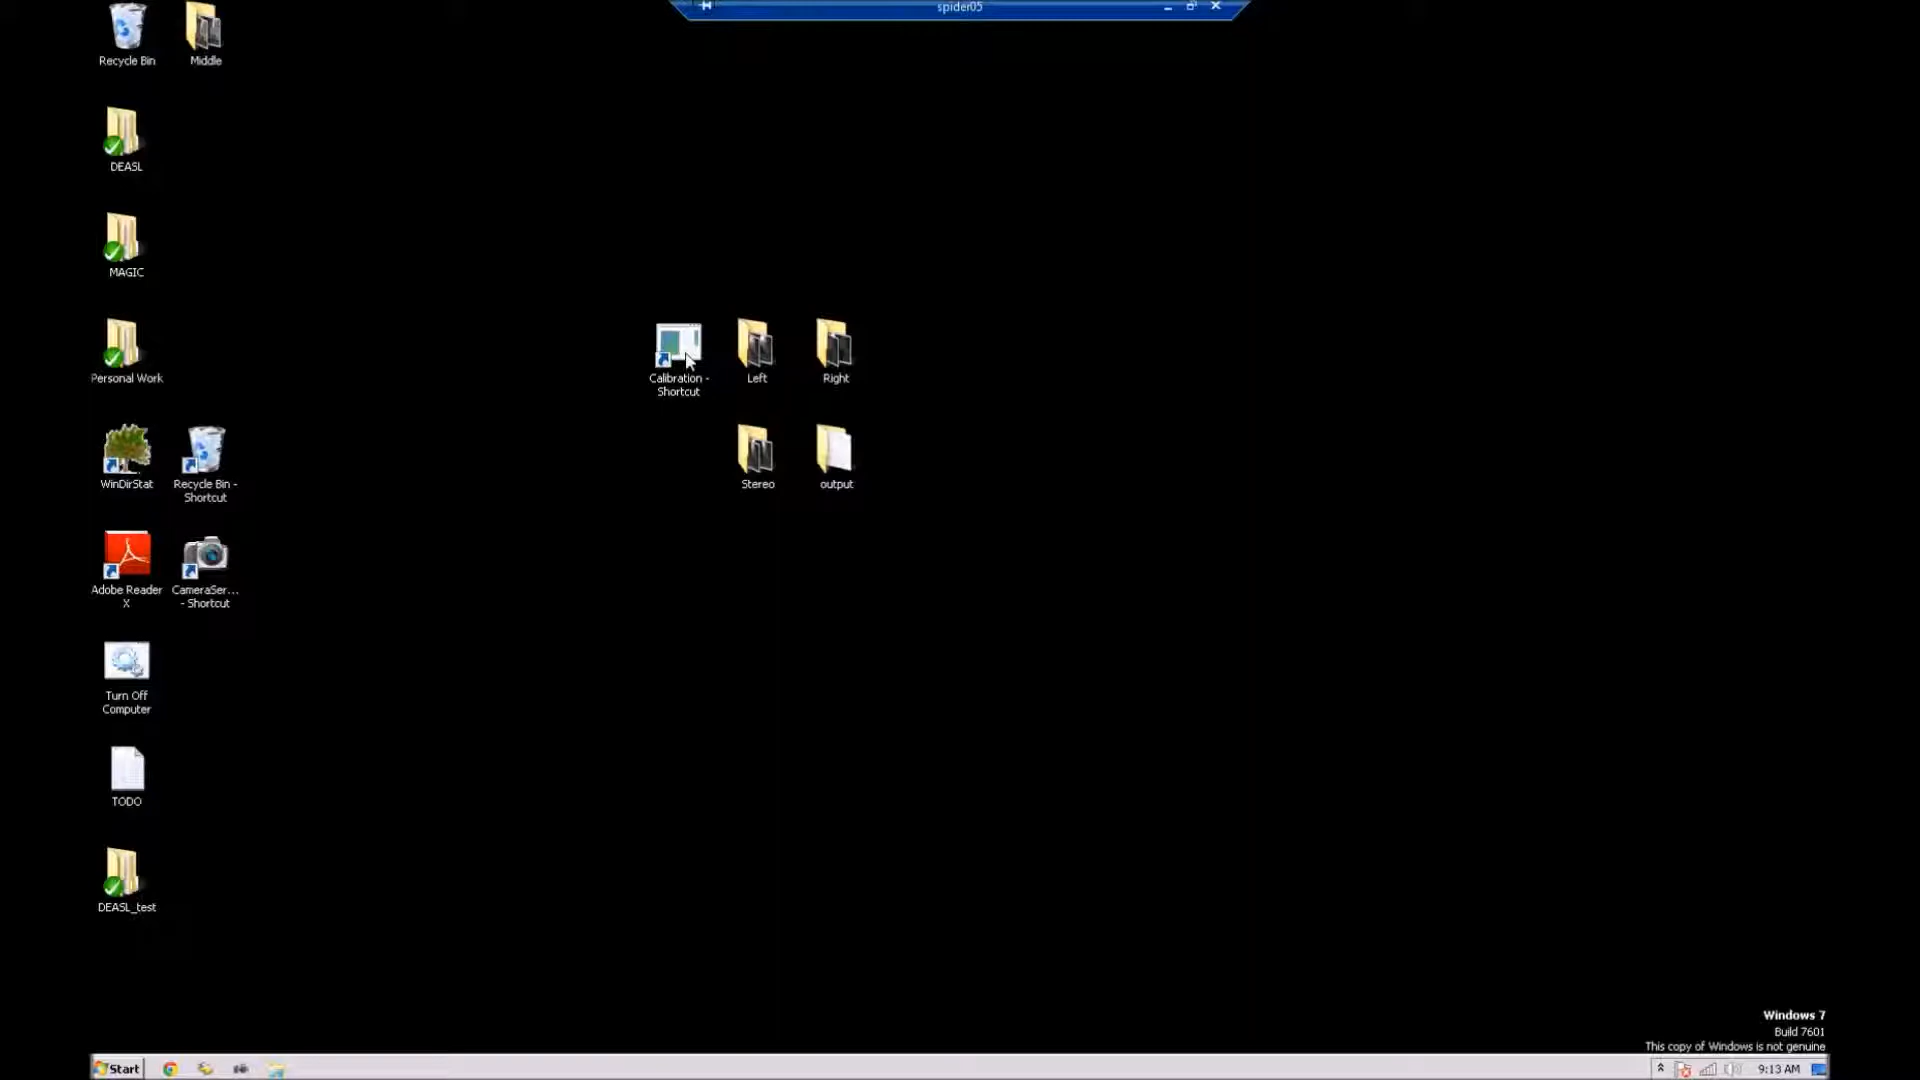 spider05
Recycle Bin
Middle
DEASL
MAGIC
Personal Work
Calibration -
Shortcut
Left
Right
WinDirStat
Recycle Bin -
Shortcut
Stereo
output
Adobe Reader
X
CameraSer...
- Shortcut
Turn Off
Computer
TODO
DEASL_test
Windows 7
Build 7601
This copy of Windows is not genuine
Start
9:13 AM